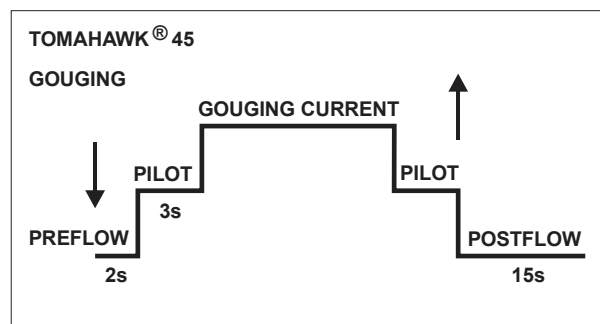 TOMAHAWK® 45
GOUGING
GOUGING CURRENT
PILOT
PILOT
3s
PREFLOW
POSTFLOW
2s
15s